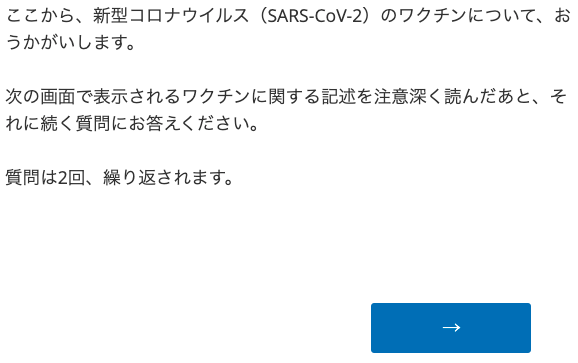 ここから、新型コロナウイルス（SARS-CoV-2）のワクチンについて、お
うかがいします。
次の画面で表示されるワクチンに関する記述を注意深く読んだあと、そ
れに続く質問にお答えください。
質問は2回、繰り返されます。
→